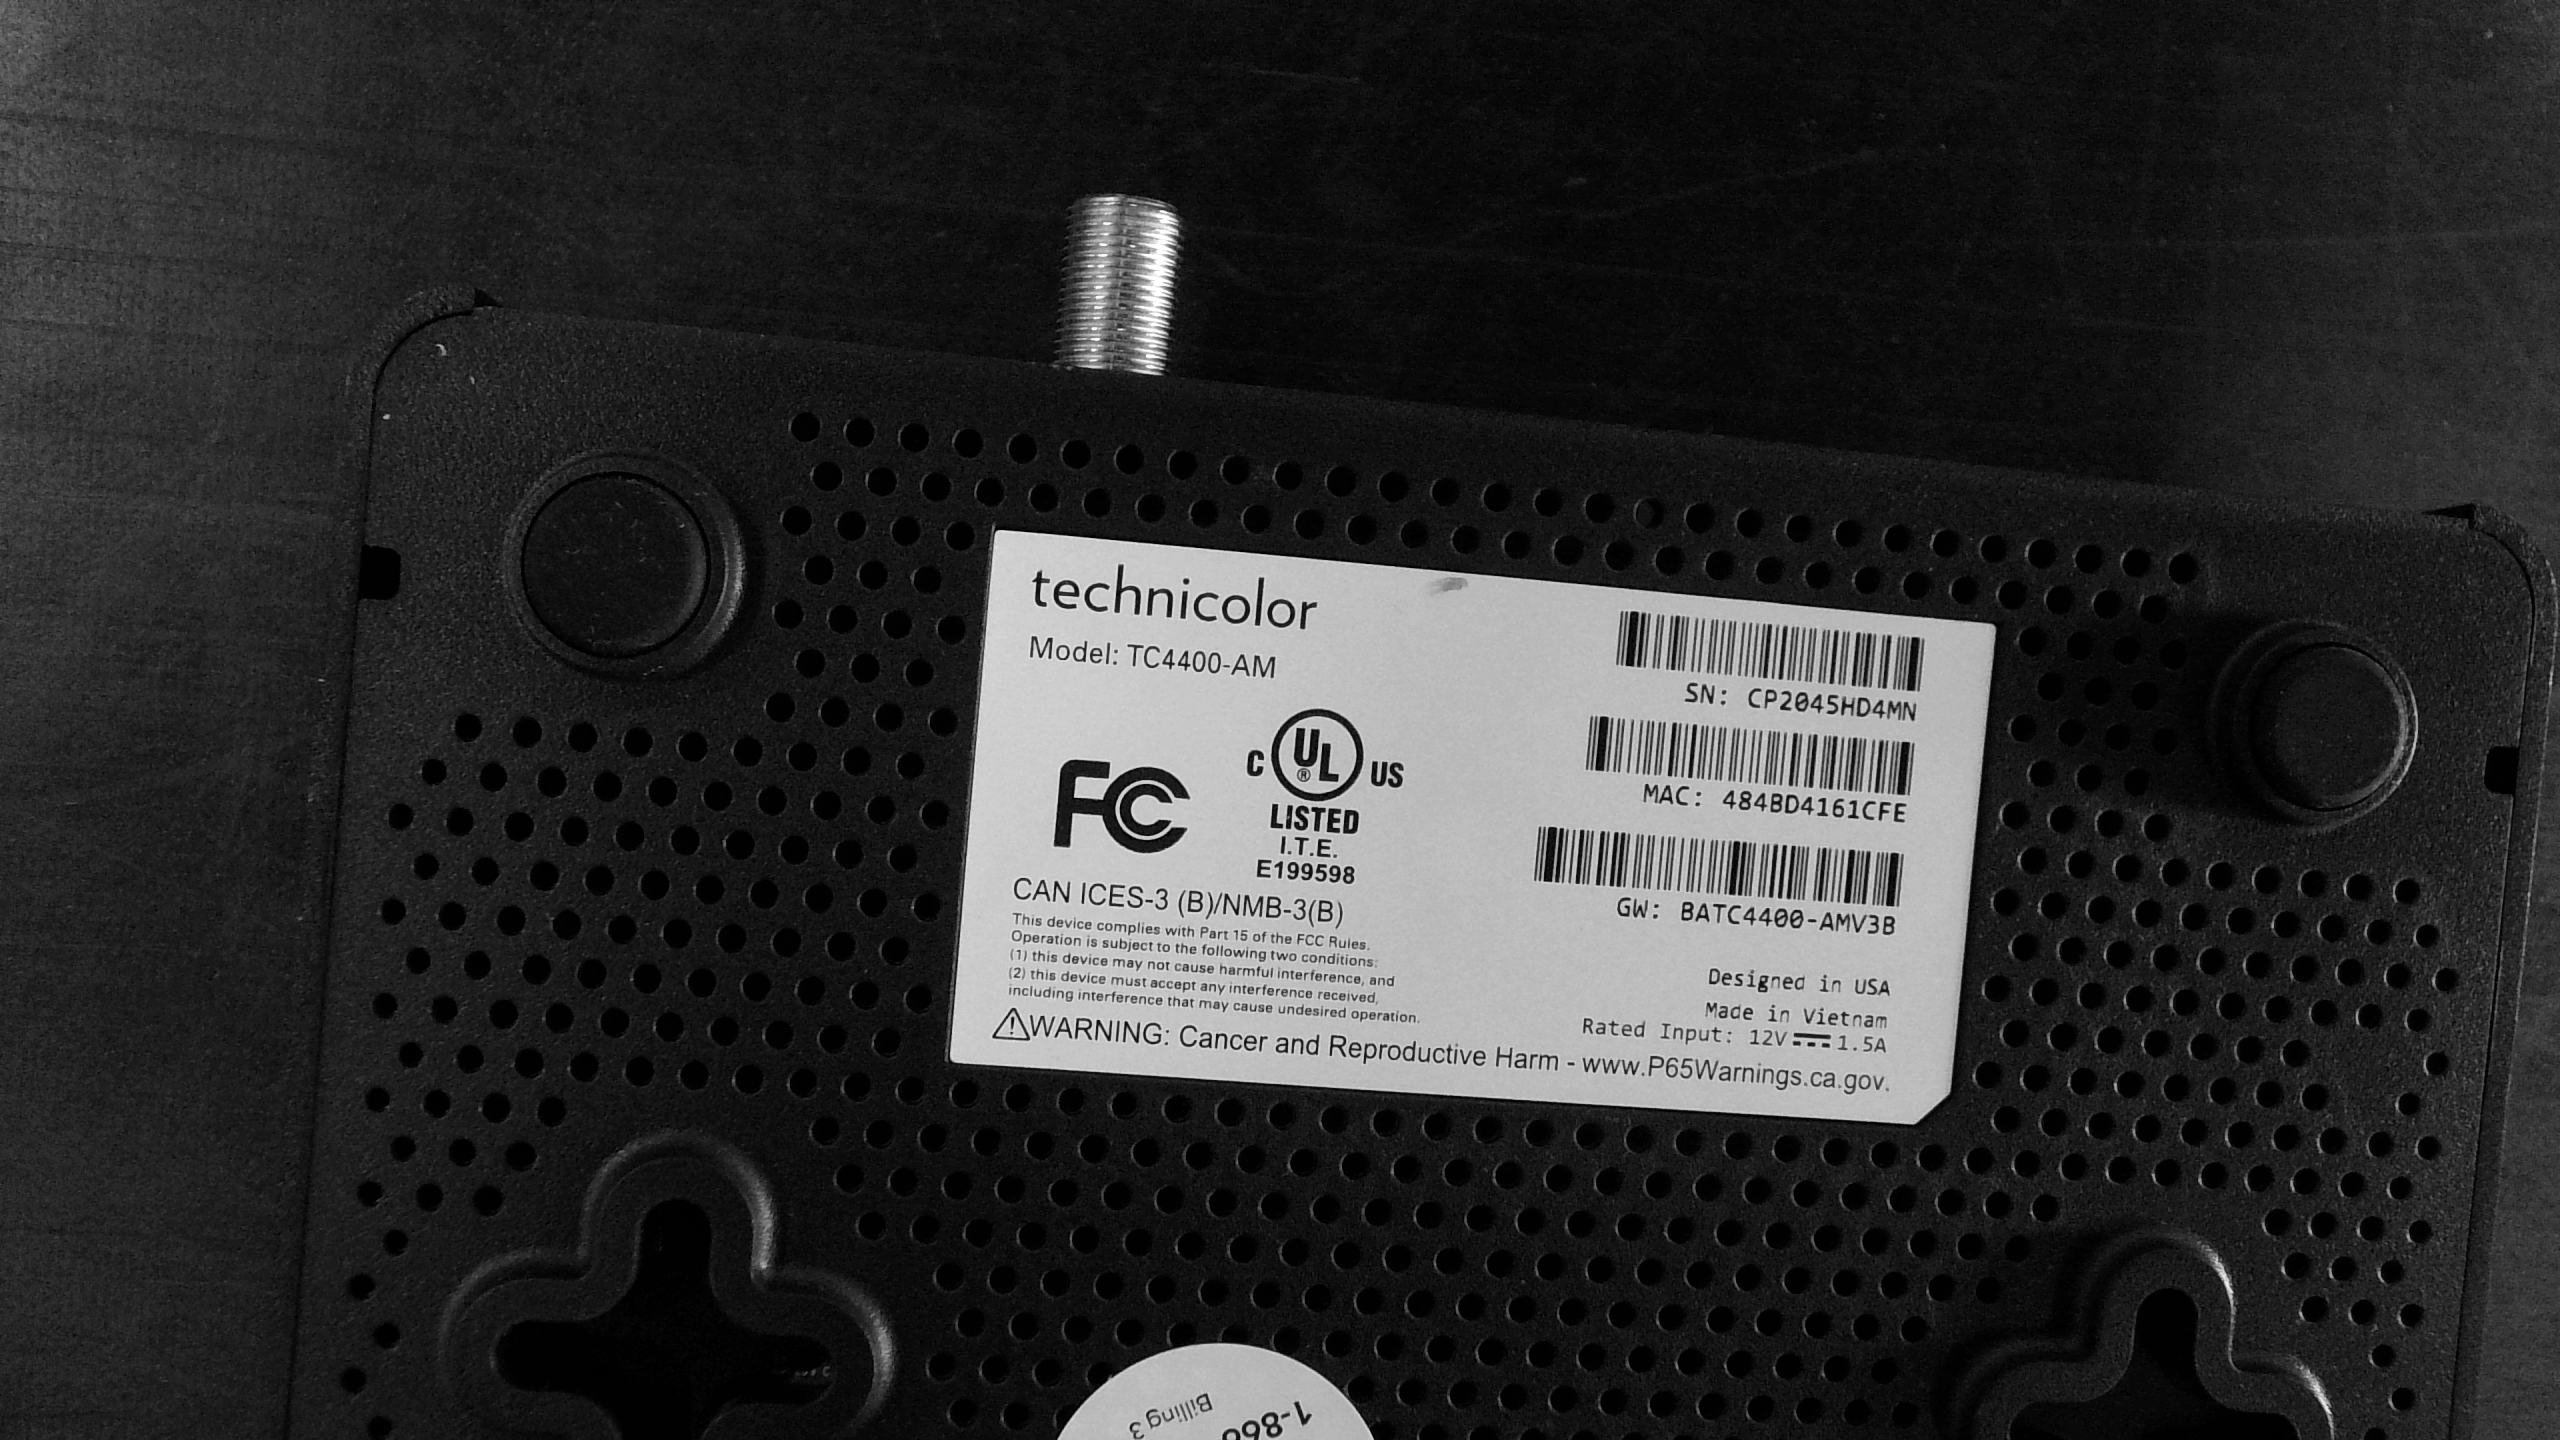 technicolor
Model: TC4400-AM
SN: CP2045HD4MN
MAC: 484BD4161CFE
GW: BATC4400-AMV3B
FC
C UL® US
LISTED
I.T.E.
E199598
CAN ICES-3 (B)/NMB-3(B)
This device complies with Part 15 of the FCC Rules.
Operation is subject to the following two conditions:
(1) this device may not cause harmful interference, and
(2) this device must accept any interference received,
including interference that may cause undesired operation.
Designed in USA
Made in Vietnam
Rated Input: 12V⎓1.5A
⚠WARNING: Cancer and Reproductive Harm - www.P65Warnings.ca.gov.
Billing 3